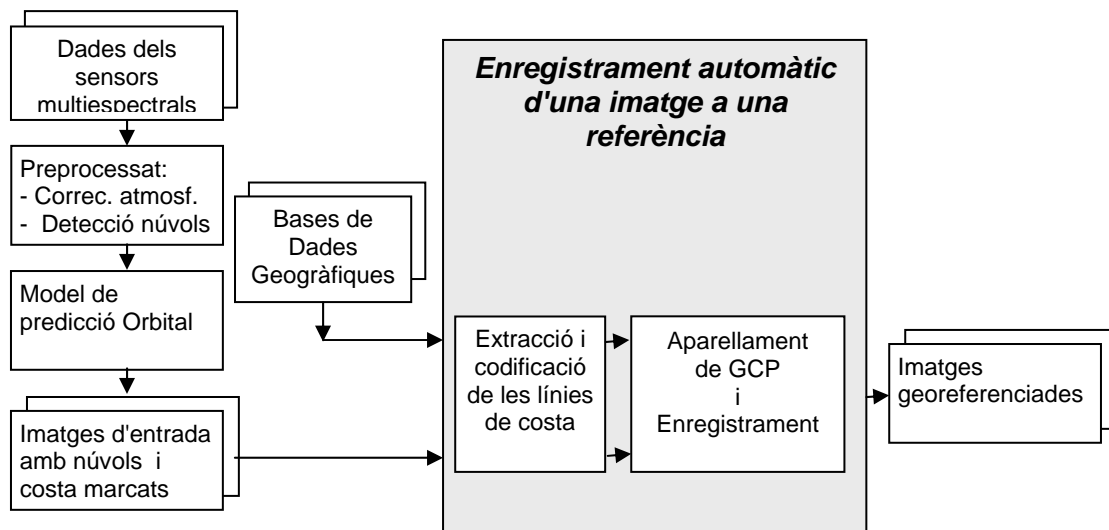 Dades dels
sensors
multiespectrals
Preprocessat:
- Correc. atmosf.
- Detecció núvols
Model de
predicció Orbital
Imatges d'entrada
amb núvols i
costa marcats
Bases de
Dades
Geogràfiques
Enregistrament automàtic
d'una imatge a una
referència
Extracció i
codificació
de les línies
de costa
Aparellament
de GCP
i
Enregistrament
Imatges
georeferenciades